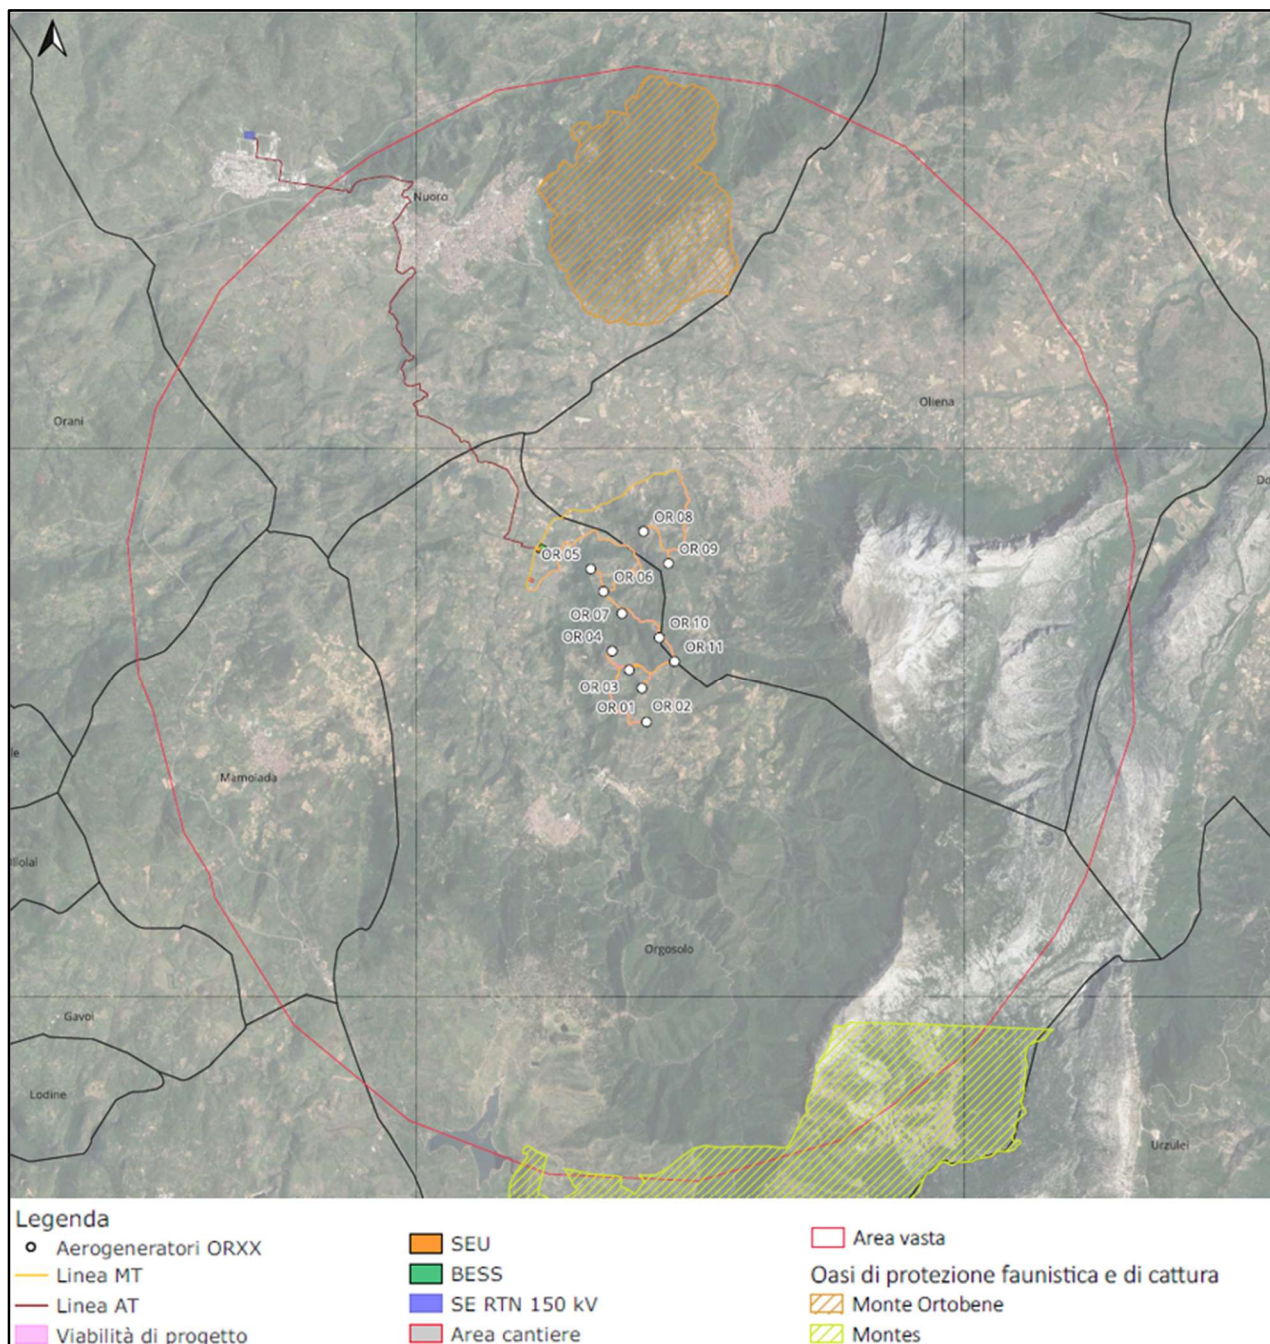 Nuoro
Orani
Oliena
Do
OR 08
OR 09
OR 05
OR 06
OR 07
OR 10
OR 04
OR 11
OR 03
OR 01
OR 02
le
Mamoiada
Orgosolo
Gavoi
Lodine
Urzulei
Legenda
Aerogeneratori ORXX
Linea MT
Linea AT
Viabilità di progetto
SEU
BESS
SE RTN 150 kV
Area cantiere
Area vasta
Oasi di protezione faunistica e di cattura
Monte Ortobene
Montes